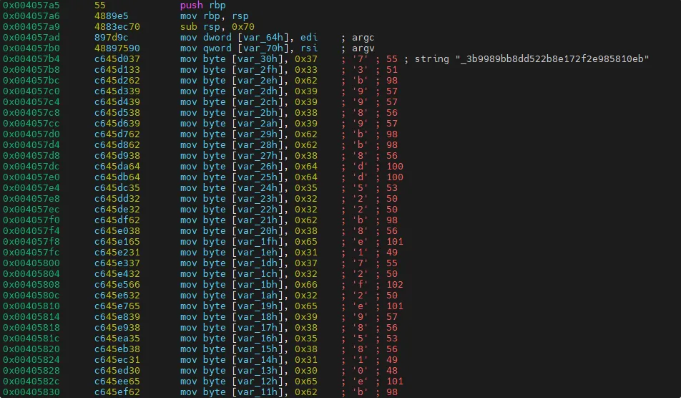 0x004057a5 55 push rbp
0x004057a6 4889e5 mov rbp, rsp
0x004057a9 4883ec70 sub rsp, 0x70
0x004057ad 897d9c mov dword [var_64h], edi ; argc
0x004057b0 48897590 mov qword [var_70h], rsi ; argv
0x004057b4 c645d037 mov byte [var_30h], 0x37 ; '7' ; 55 ; string "_3b9989bb8dd522b8e172f2e985810eb"
0x004057b8 c645d133 mov byte [var_2fh], 0x33 ; '3' ; 51
0x004057bc c645d262 mov byte [var_2eh], 0x62 ; 'b' ; 98
0x004057c0 c645d339 mov byte [var_2dh], 0x39 ; '9' ; 57
0x004057c4 c645d439 mov byte [var_2ch], 0x39 ; '9' ; 57
0x004057c8 c645d538 mov byte [var_2bh], 0x38 ; '8' ; 56
0x004057cc c645d639 mov byte [var_2ah], 0x39 ; '9' ; 57
0x004057d0 c645d762 mov byte [var_29h], 0x62 ; 'b' ; 98
0x004057d4 c645d862 mov byte [var_28h], 0x62 ; 'b' ; 98
0x004057d8 c645d938 mov byte [var_27h], 0x38 ; '8' ; 56
0x004057dc c645da64 mov byte [var_26h], 0x64 ; 'd' ; 100
0x004057e0 c645db64 mov byte [var_25h], 0x64 ; 'd' ; 100
0x004057e4 c645dc35 mov byte [var_24h], 0x35 ; '5' ; 53
0x004057e8 c645dd32 mov byte [var_23h], 0x32 ; '2' ; 50
0x004057ec c645de32 mov byte [var_22h], 0x32 ; '2' ; 50
0x004057f0 c645df62 mov byte [var_21h], 0x62 ; 'b' ; 98
0x004057f4 c645e038 mov byte [var_20h], 0x38 ; '8' ; 56
0x004057f8 c645e165 mov byte [var_1fh], 0x65 ; 'e' ; 101
0x004057fc c645e231 mov byte [var_1eh], 0x31 ; '1' ; 49
0x00405800 c645e337 mov byte [var_1dh], 0x37 ; '7' ; 55
0x00405804 c645e432 mov byte [var_1ch], 0x32 ; '2' ; 50
0x00405808 c645e566 mov byte [var_1bh], 0x66 ; 'f' ; 102
0x0040580c c645e632 mov byte [var_1ah], 0x32 ; '2' ; 50
0x00405810 c645e765 mov byte [var_19h], 0x65 ; 'e' ; 101
0x00405814 c645e839 mov byte [var_18h], 0x39 ; '9' ; 57
0x00405818 c645e938 mov byte [var_17h], 0x38 ; '8' ; 56
0x0040581c c645ea35 mov byte [var_16h], 0x35 ; '5' ; 53
0x00405820 c645eb38 mov byte [var_15h], 0x38 ; '8' ; 56
0x00405824 c645ec31 mov byte [var_14h], 0x31 ; '1' ; 49
0x00405828 c645ed30 mov byte [var_13h], 0x30 ; '0' ; 48
0x0040582c c645ee65 mov byte [var_12h], 0x65 ; 'e' ; 101
0x00405830 c645ef62 mov byte [var_11h], 0x62 ; 'b' ; 98